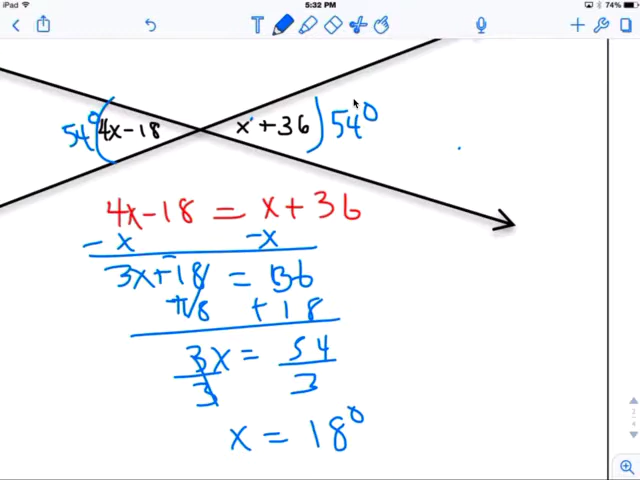 iPad 5:32 PM 74%
54° 4x-18 x+36 54°
4x-18 = x+36
-x -x
3x+-18 = 36
+18 +18
3x = 54
3 3
x = 18°